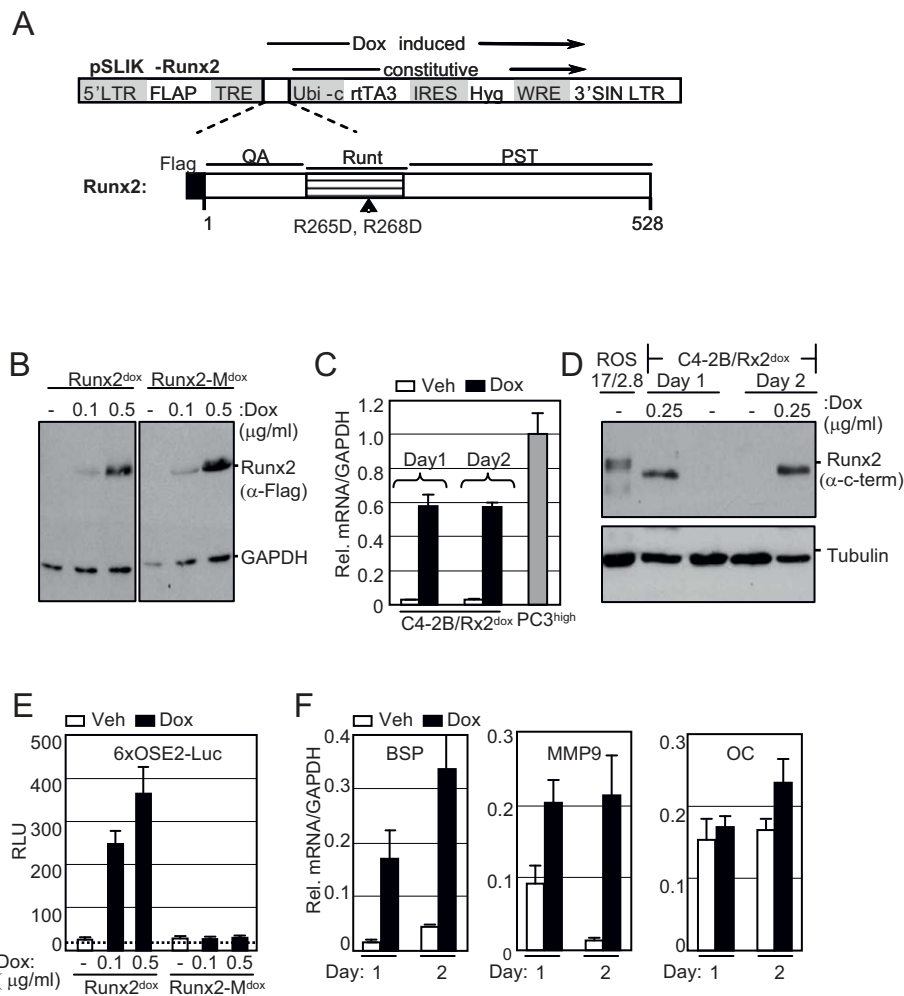 A
Dox induced
pSLIK -Runx2
constitutive
5'LTR FLAP TRE Ubi -c rtTA3 IRES Hyg WRE 3'SIN LTR
Flag QA Runt PST
Runx2:
1 R265D, R268D 528
B
Runx2dox Runx2-Mdox
- 0.1 0.5 - 0.1 0.5 :Dox
(μg/ml)
Runx2
(α-Flag)
GAPDH
C
Veh Dox
Rel. mRNA/GAPDH
1.2
1.0
0.8
0.6
0.4
0.2
0
Day1 Day2
C4-2B/Rx2dox PC3high
D
ROS C4-2B/Rx2dox
17/2.8 Day 1 Day 2
- 0.25 - - 0.25 :Dox
(μg/ml)
Runx2
(α-c-term)
Tubulin
E
Veh Dox
6xOSE2-Luc
RLU
500
400
300
200
100
0
Dox: - 0.1 0.5 - 0.1 0.5
( μg/ml)
Runx2dox Runx2-Mdox
F
Veh Dox
Rel. mRNA/GAPDH
BSP
0.4
0.3
0.2
0.1
0
Day: 1 2
MMP9
0.3
0.2
0.1
0
Day: 1 2
OC
0.3
0.2
0.1
0
Day: 1 2